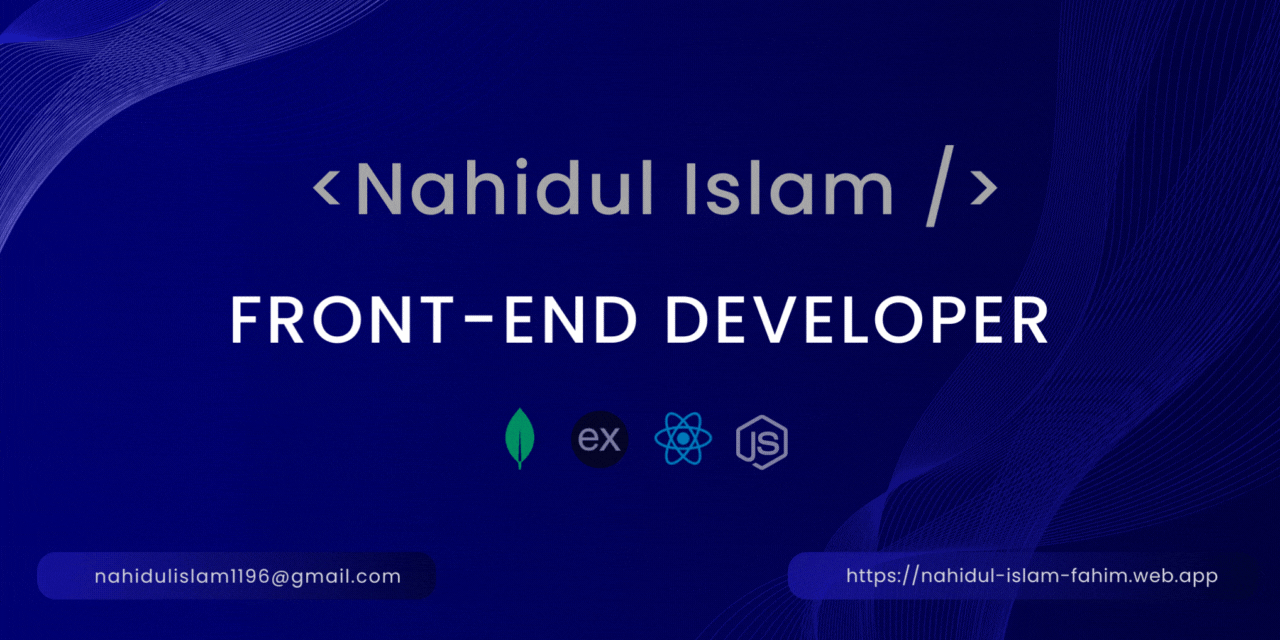 <Nahidul Islam />
FRONT-END DEVELOPER
ex
JS
nahidulislam1196@gmail.com
https://nahidul-islam-fahim.web.app